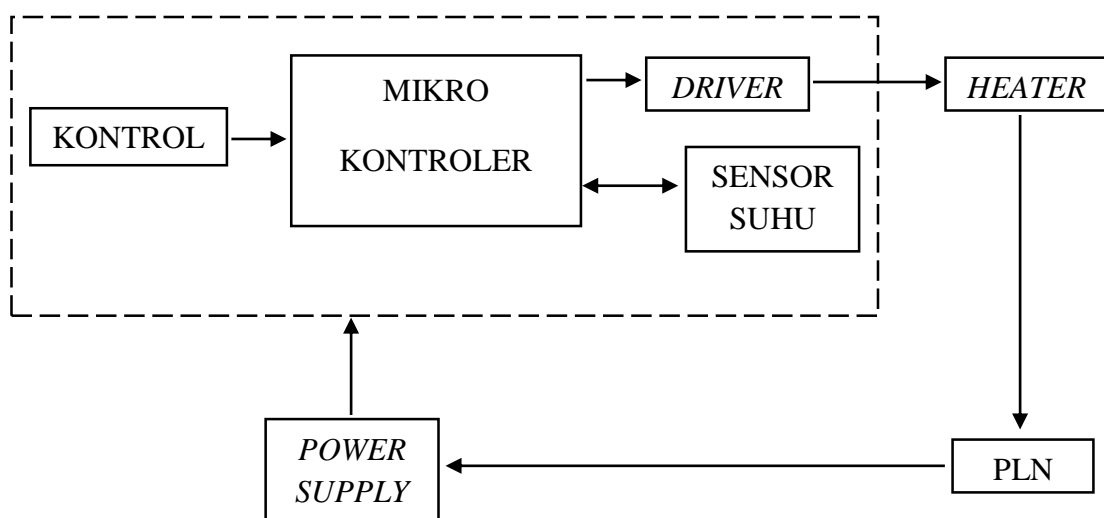 KONTROL
MIKRO
KONTROLER
DRIVER
HEATER
SENSOR
SUHU
POWER
SUPPLY
PLN